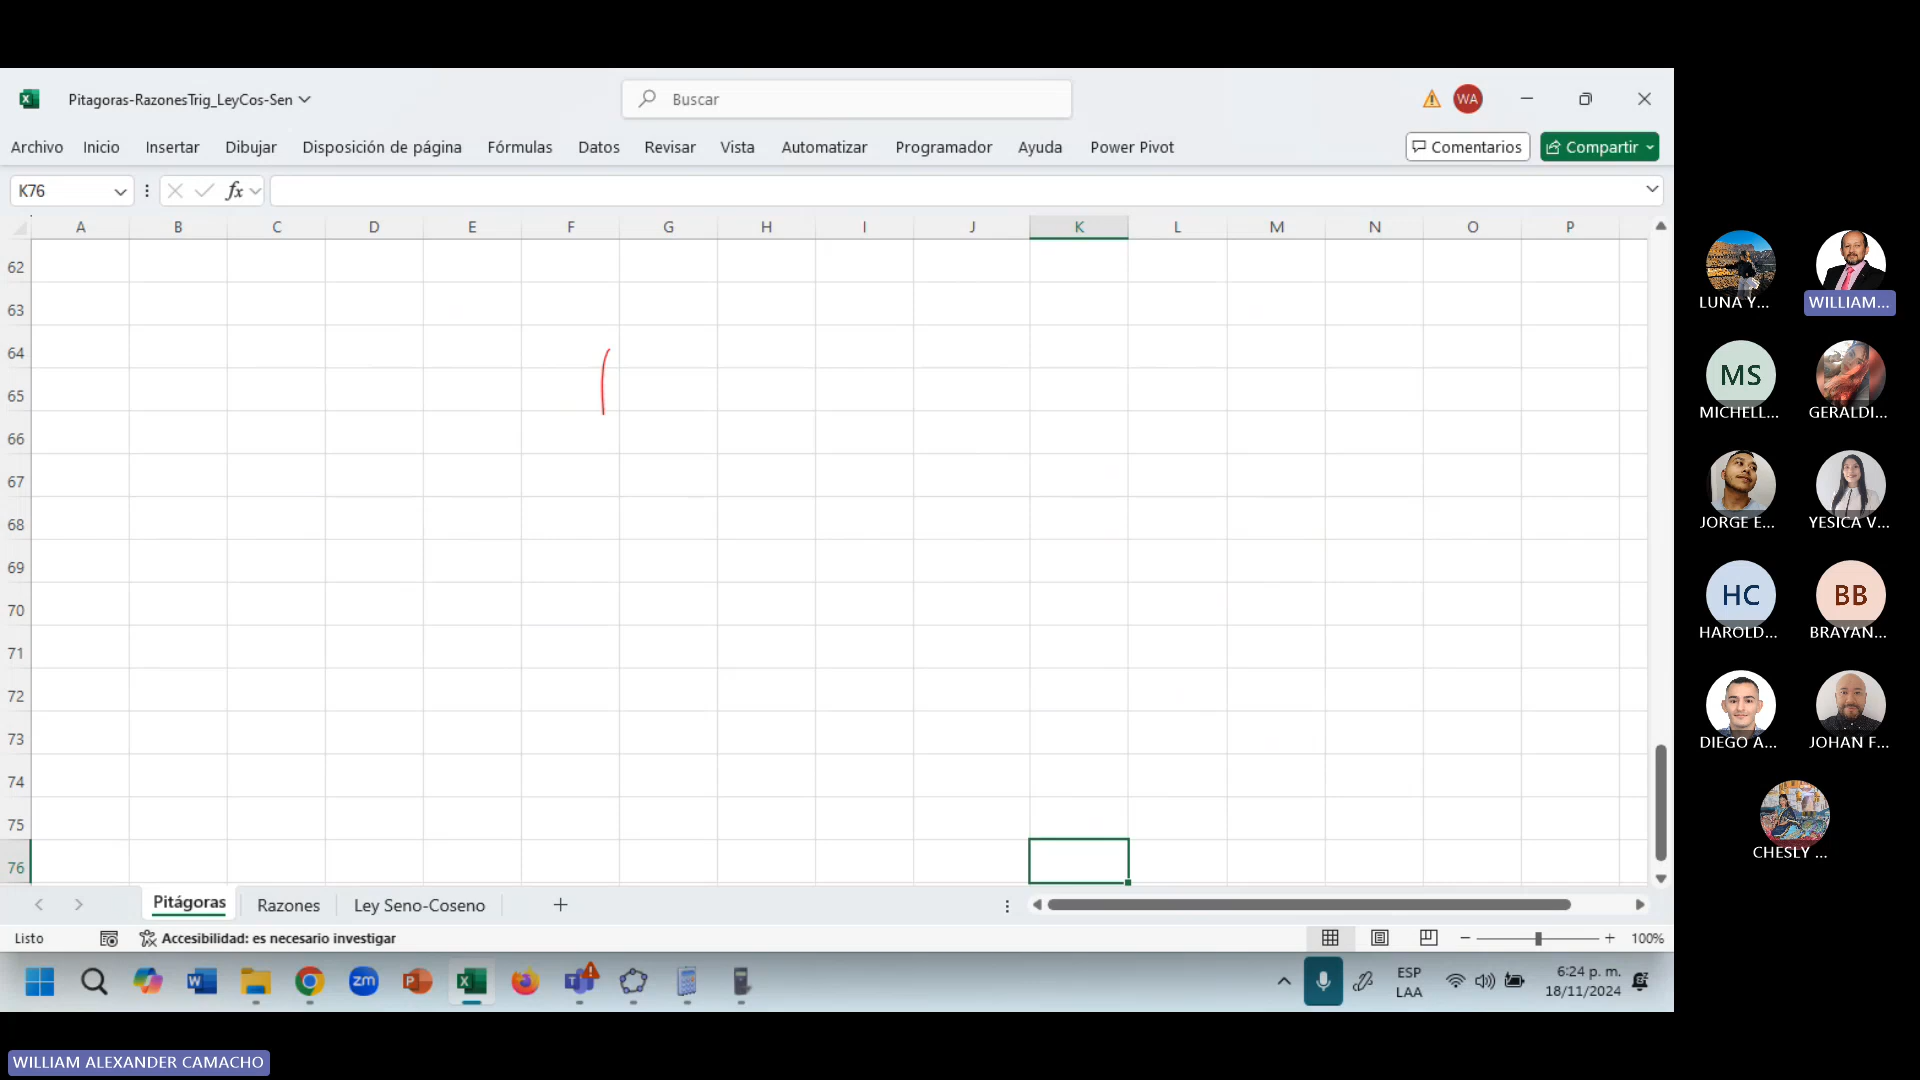 Pitagoras-RazonesTrig_LeyCos-Sen
Buscar
WA
Archivo Inicio Insertar Dibujar Disposición de página Fórmulas Datos Revisar Vista Automatizar Programador Ayuda Power Pivot
Comentarios Compartir
K76 fx
A B C D E F G H I J K L M N O P
62
63
64
65
66
67
68
69
70
71
72
73
74
75
76
Pitágoras Razones Ley Seno-Coseno
Listo Accesibilidad: es necesario investigar 100%
zm
ESP
LAA
6:24 p. m.
18/11/2024
LUNA Y... WILLIAM...
MS
MICHELL... GERALDI...
JORGE E... YESICA V...
HC BB
HAROLD... BRAYAN...
DIEGO A... JOHAN F...
CHESLY ...
WILLIAM ALEXANDER CAMACHO